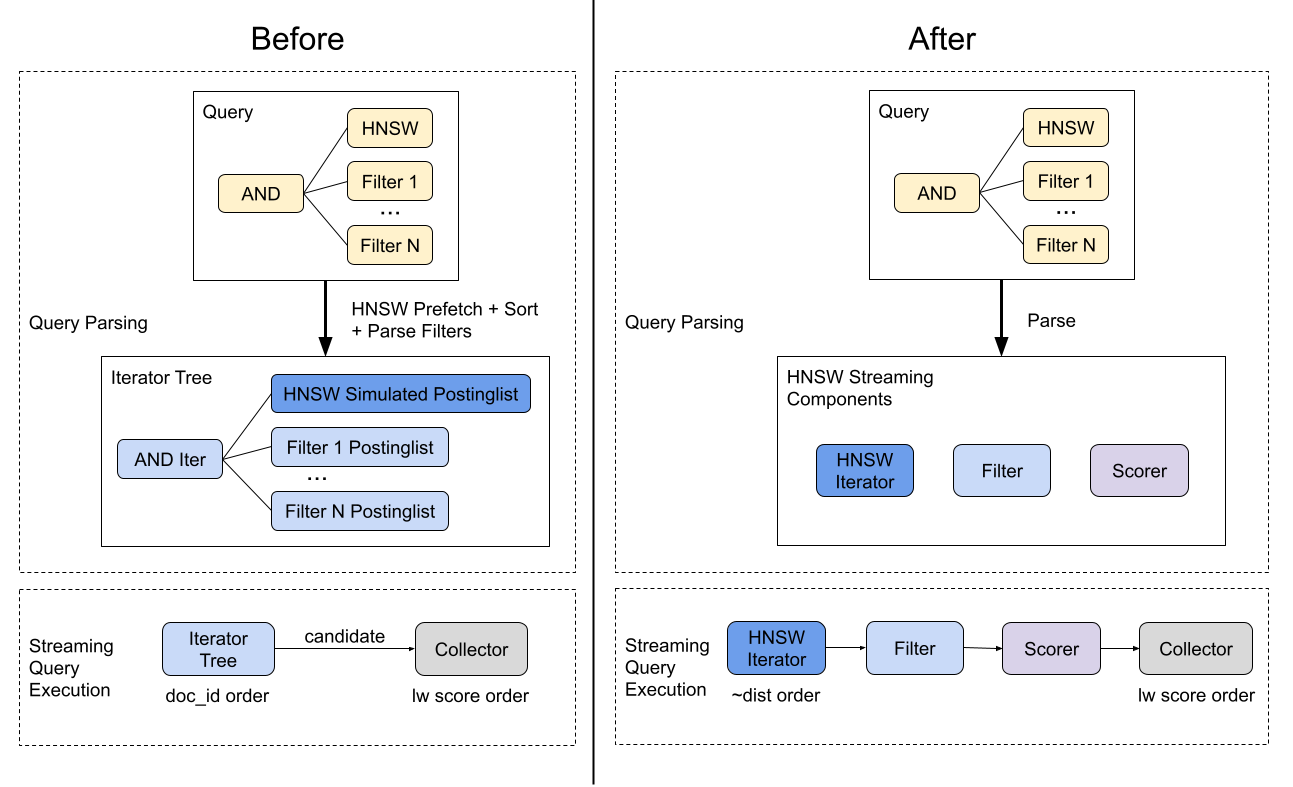 Before
Query
HNSW
AND
Filter 1
...
Filter N
Query Parsing
HNSW Prefetch + Sort
+ Parse Filters
Iterator Tree
HNSW Simulated Postinglist
AND Iter
Filter 1 Postinglist
...
Filter N Postinglist
Streaming
Query
Execution
Iterator
Tree
candidate
Collector
doc_id order
lw score order
After
Query
HNSW
AND
Filter 1
...
Filter N
Query Parsing
Parse
HNSW Streaming
Components
HNSW
Iterator
Filter
Scorer
Streaming
Query
Execution
HNSW
Iterator
Filter
Scorer
Collector
~dist order
lw score order